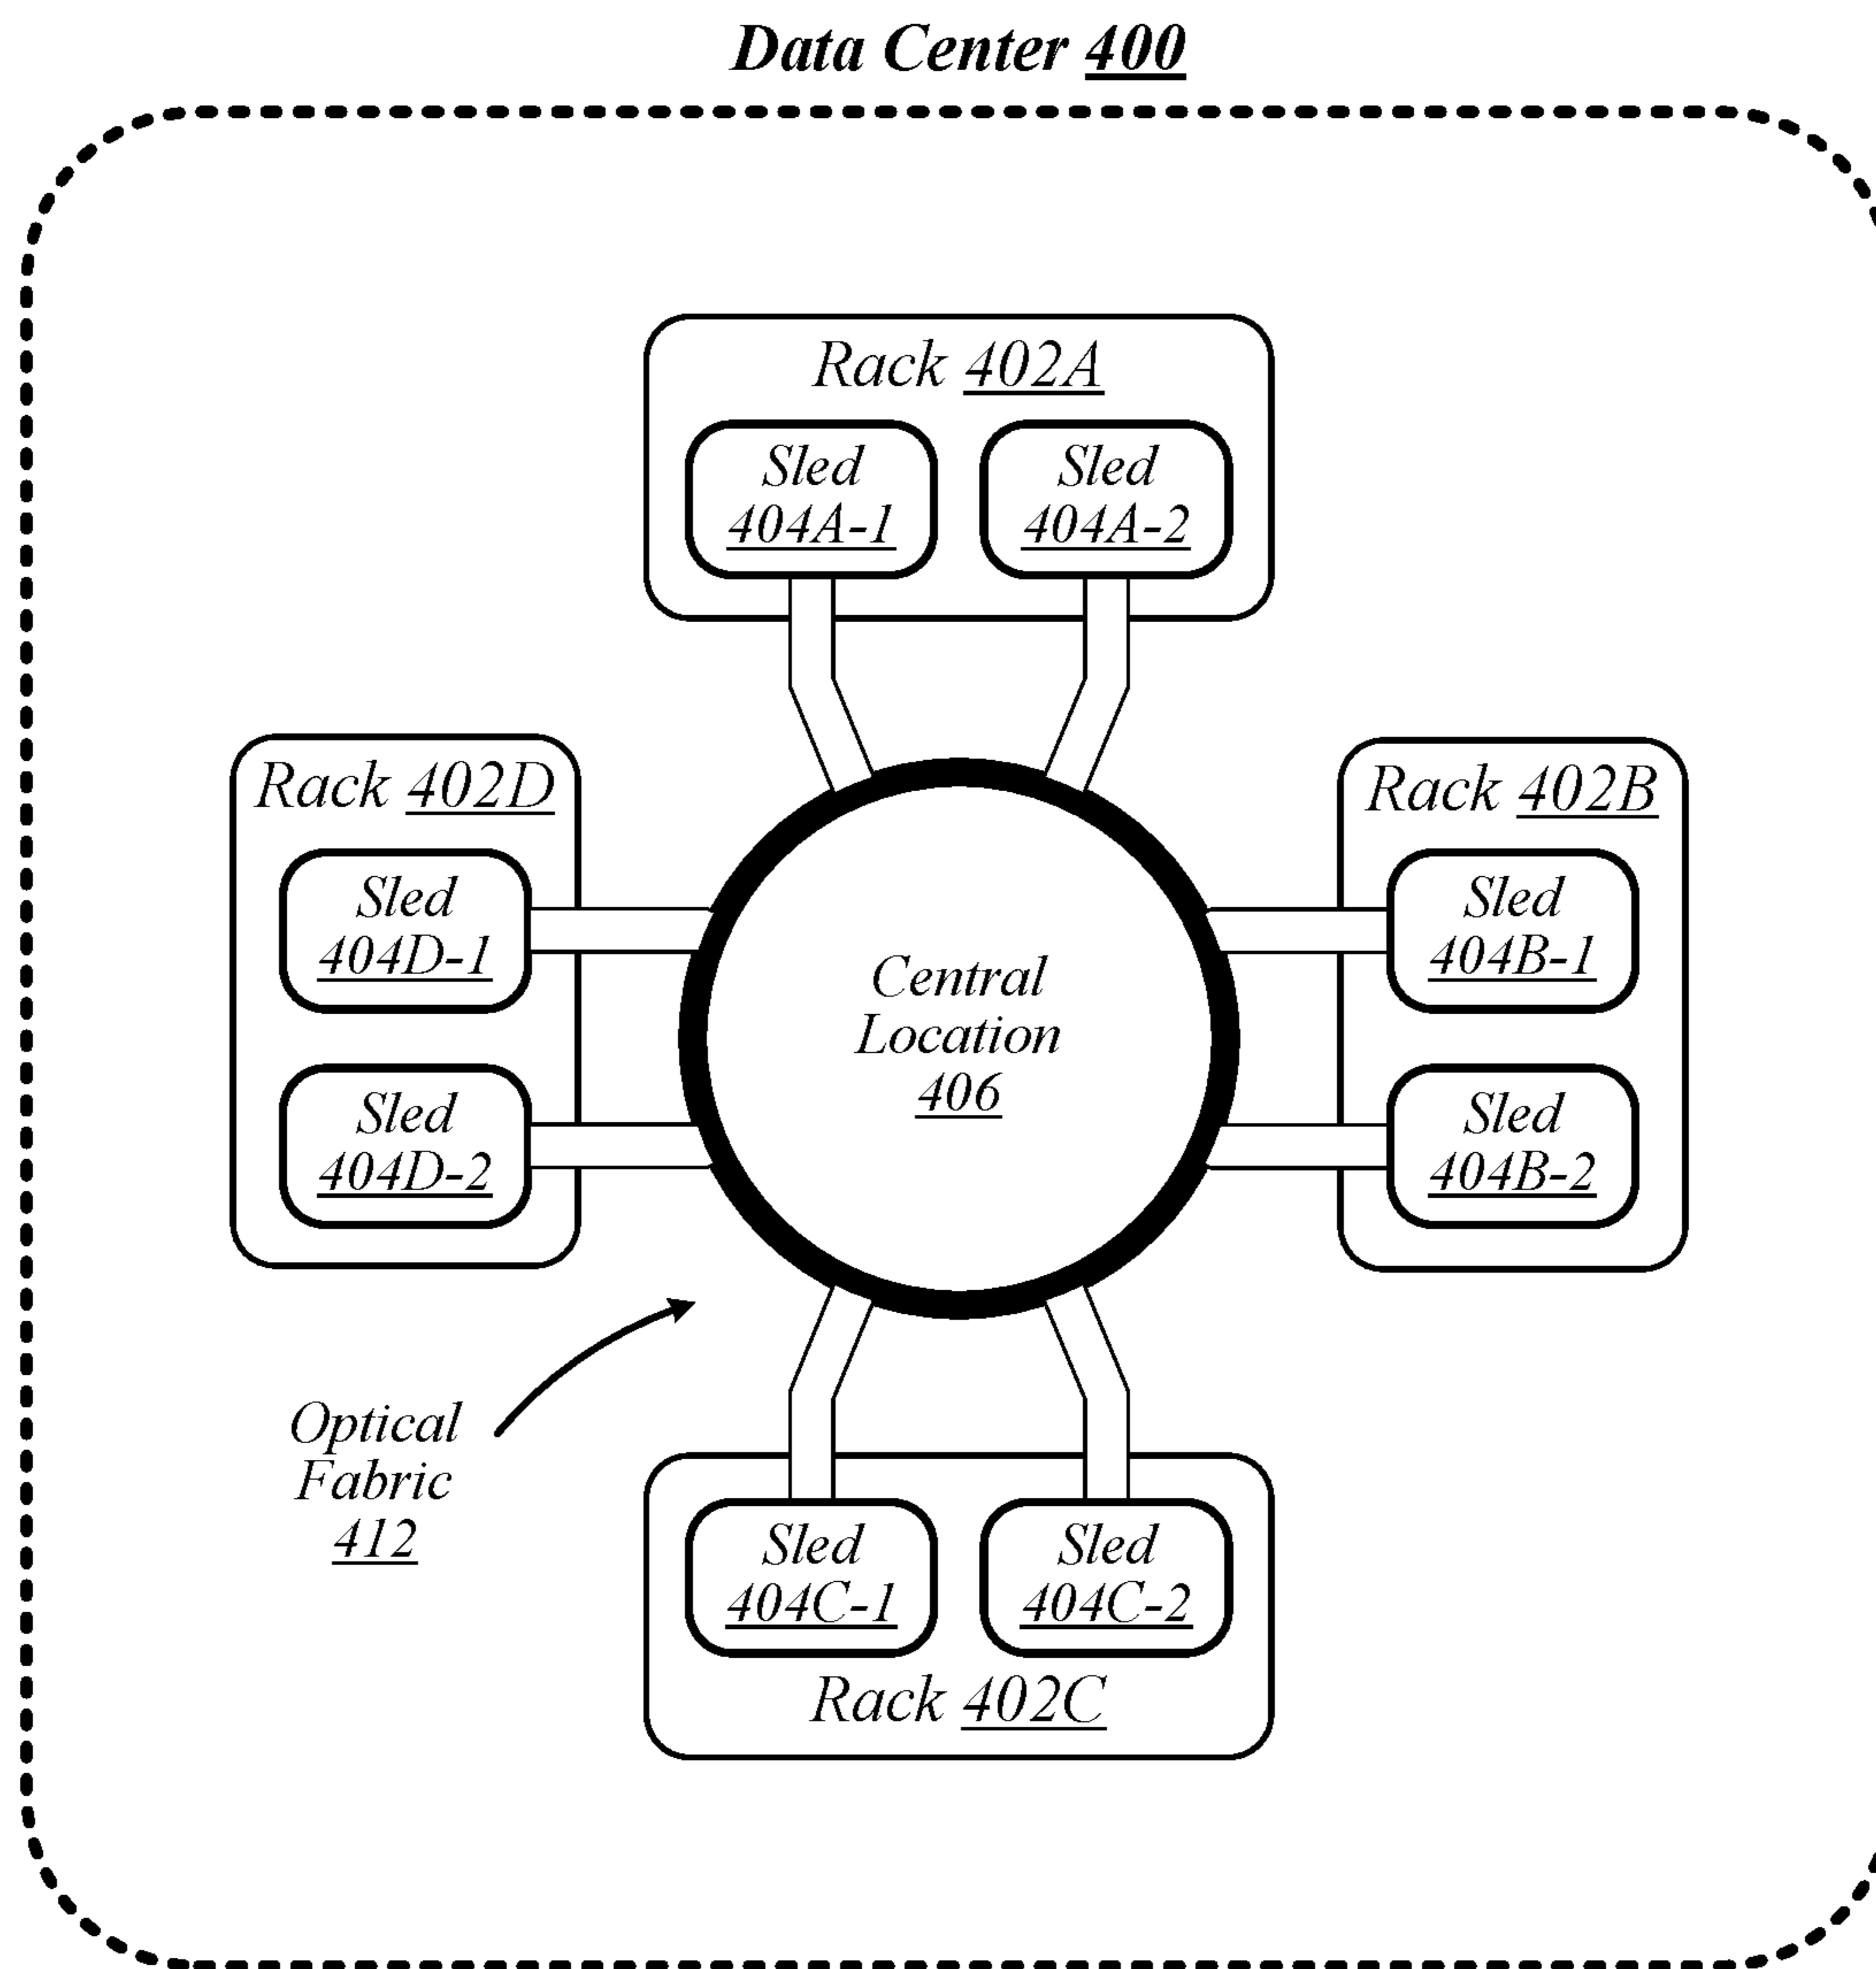 Data Center 400
Rack 402A
Sled
404A-1
Sled
404A-2
Rack 402D
Sled
404D-1
Sled
404D-2
Central
Location
406
Rack 402B
Sled
404B-1
Sled
404B-2
Optical
Fabric
412
Sled
404C-1
Sled
404C-2
Rack 402C